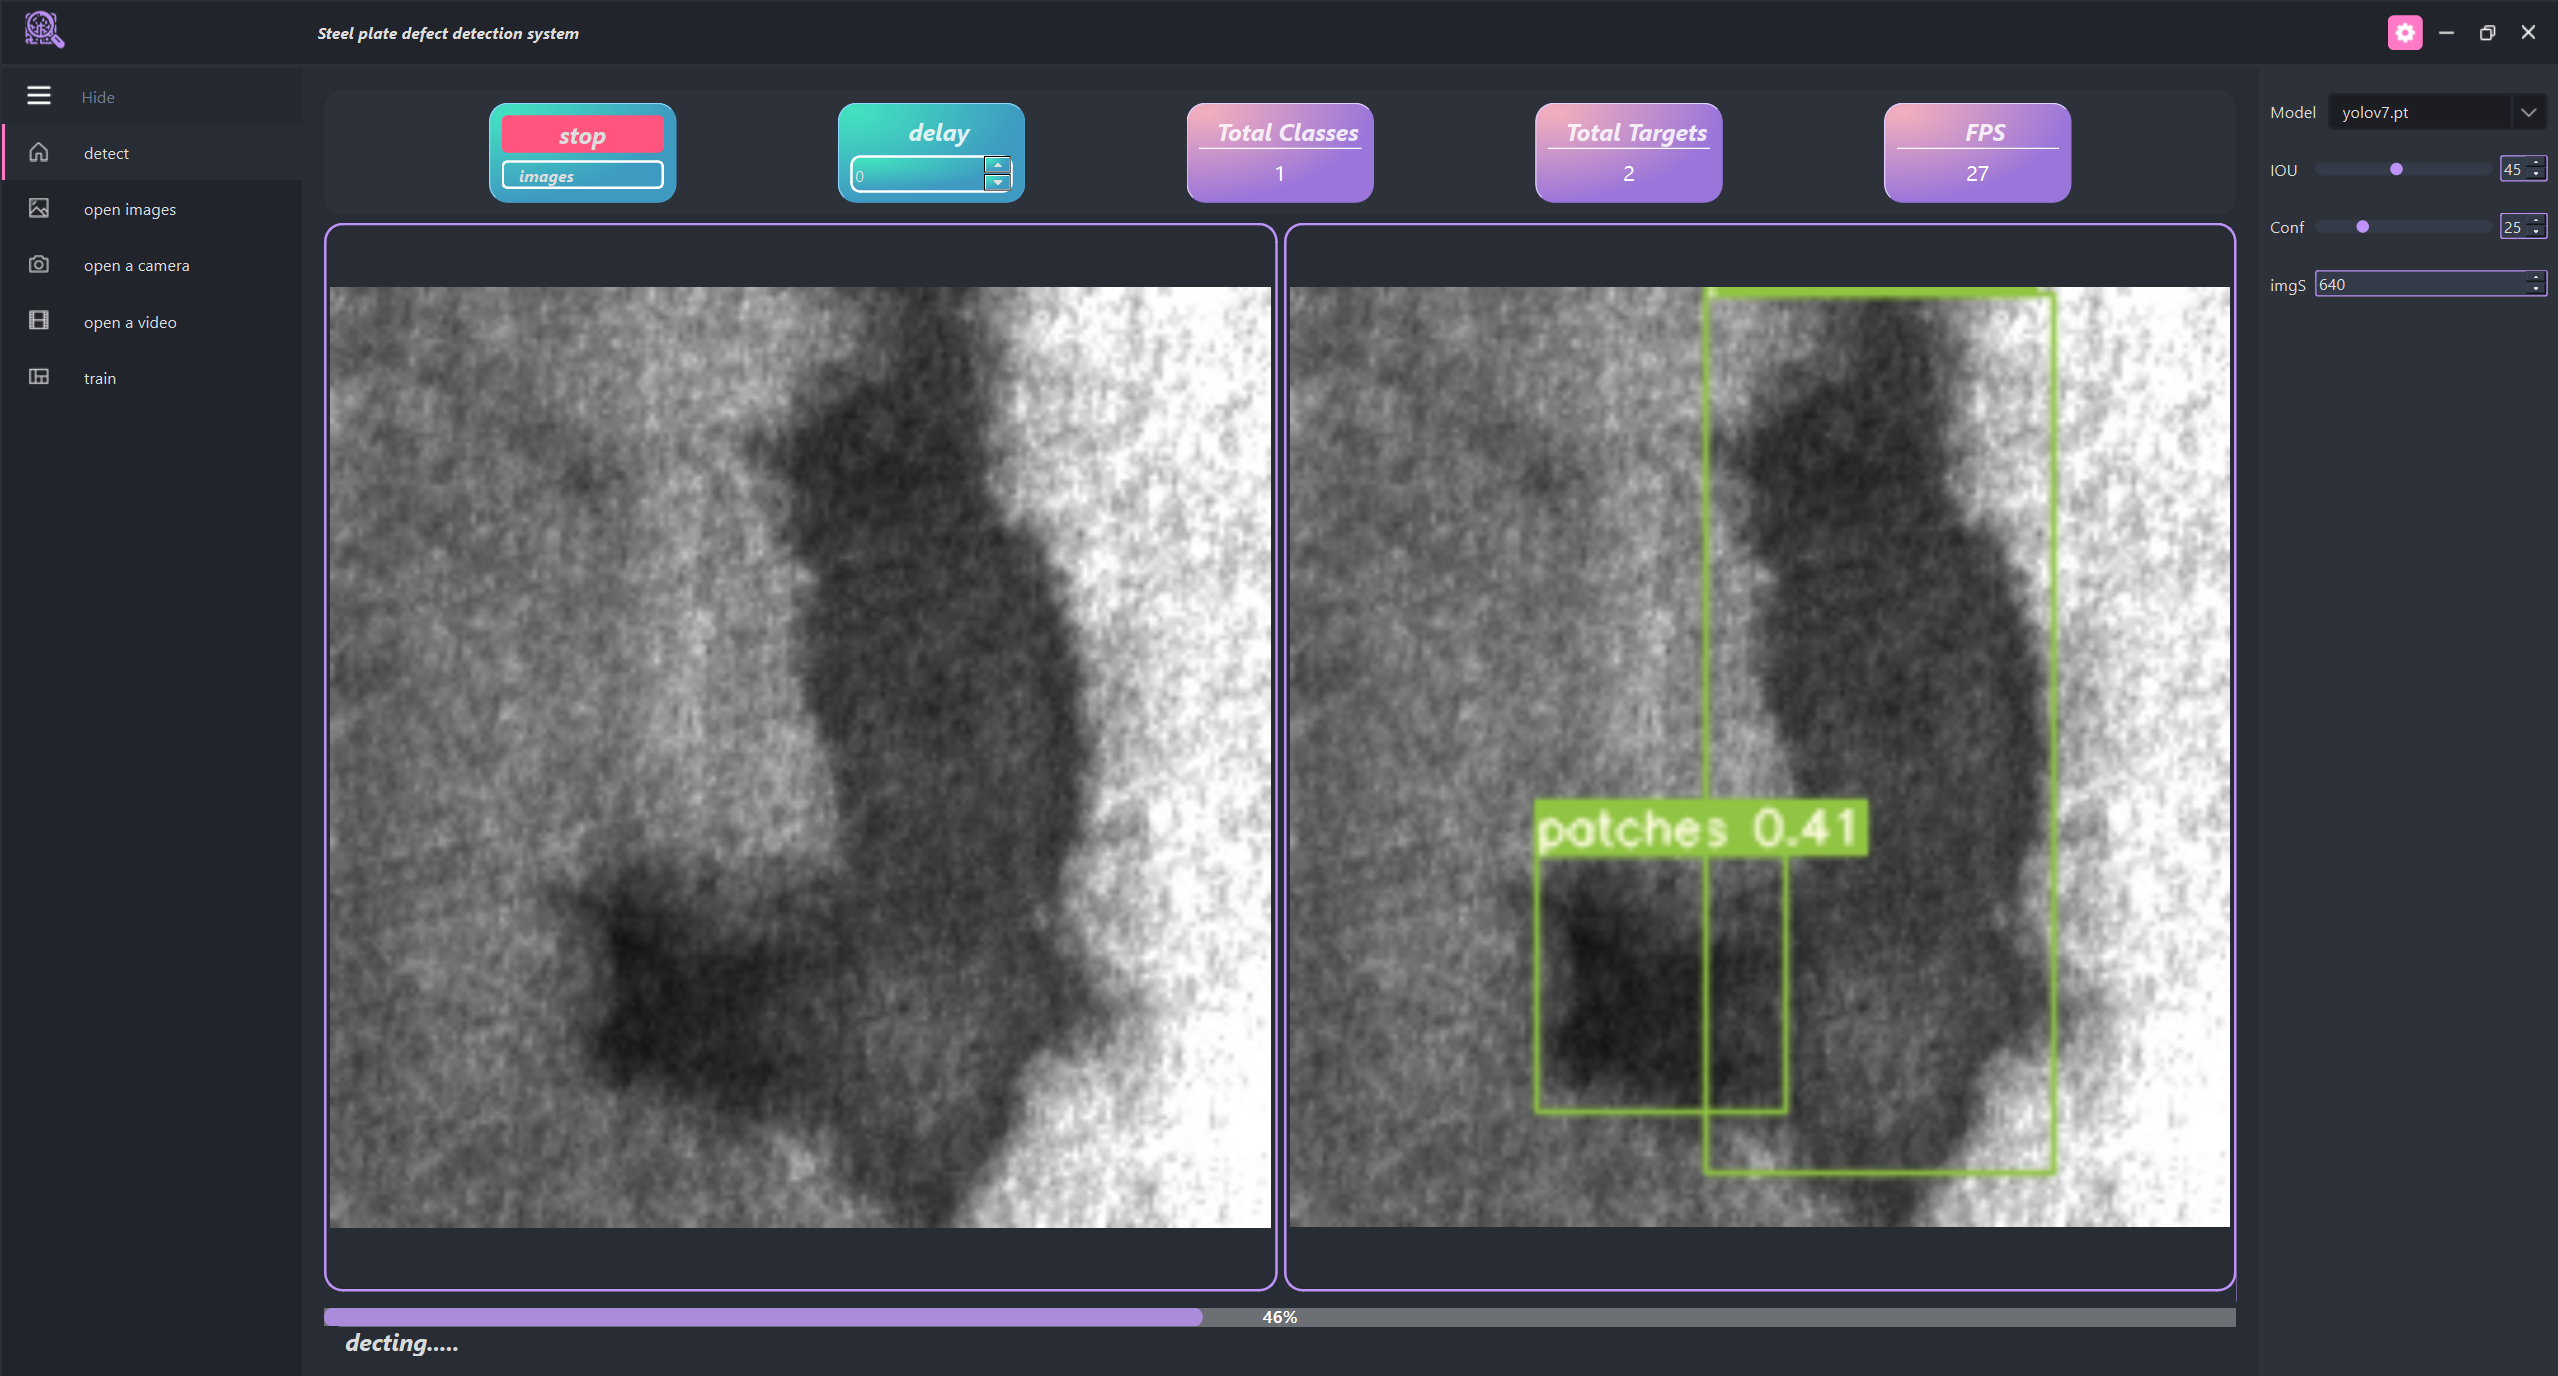 Steel plate defect detection system
Hide
detect
open images
open a camera
open a video
train
stop
images
delay
0
Total Classes
1
Total Targets
2
FPS
27
Model yolov7.pt
IOU 45
Conf 25
imgS 640
patches 0.41
46%
decting.....